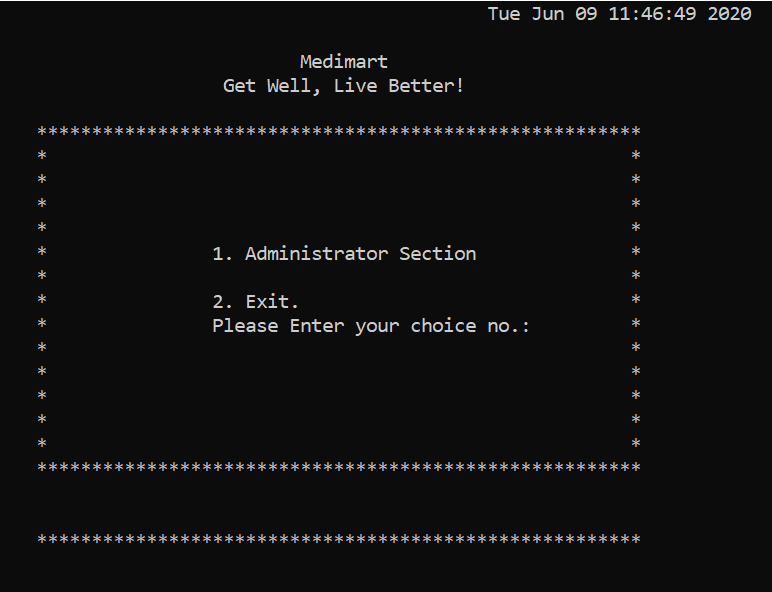 Tue Jun 09 11:46:49 2020
Medimart
Get Well, Live Better!
*******************************************************
* *
* *
* *
* *
* 1. Administrator Section *
* *
* 2. Exit. *
* Please Enter your choice no.: *
* *
* *
* *
* *
* *
*******************************************************
*******************************************************